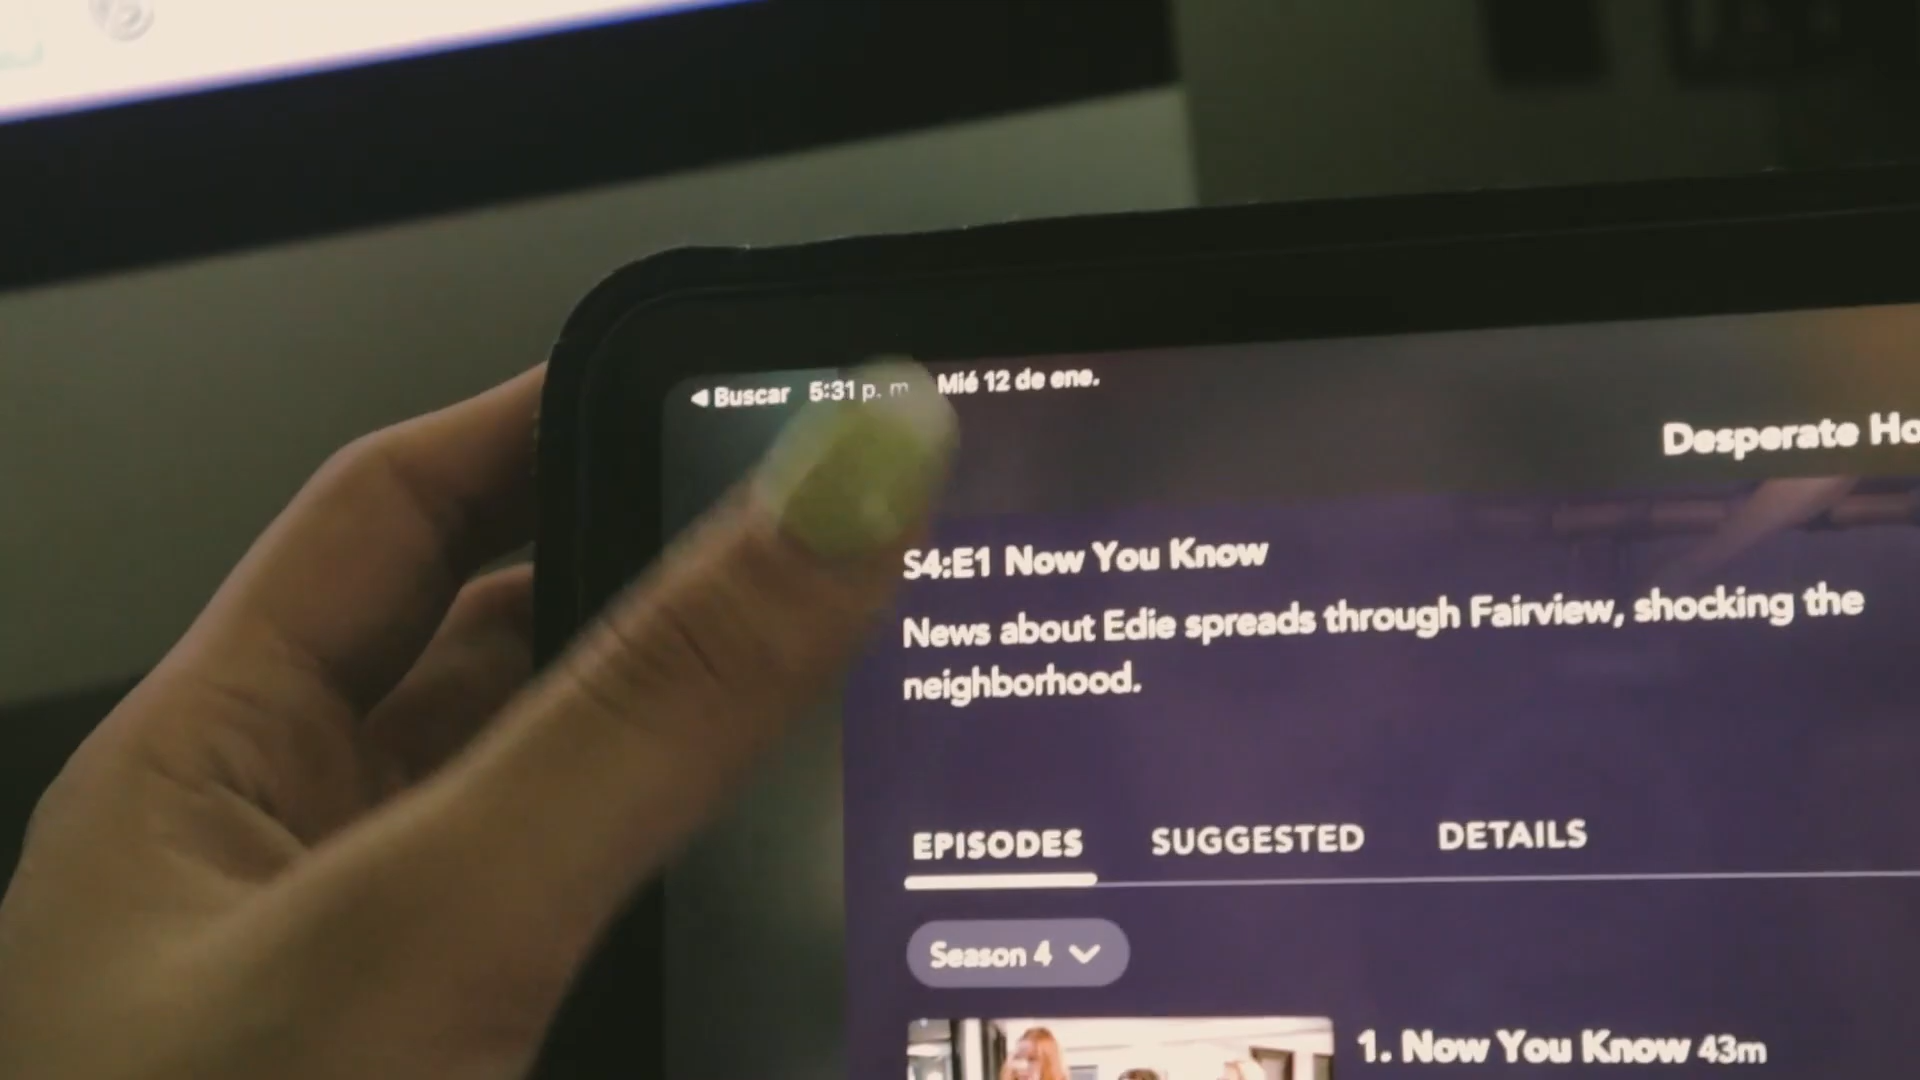 ◀ Buscar 5:31 p. m Mié 12 de ene.
Desperate Ho
S4:E1 Now You Know
News about Edie spreads through Fairview, shocking the
neighborhood.
EPISODES SUGGESTED DETAILS
Season 4
1. Now You Know 43m